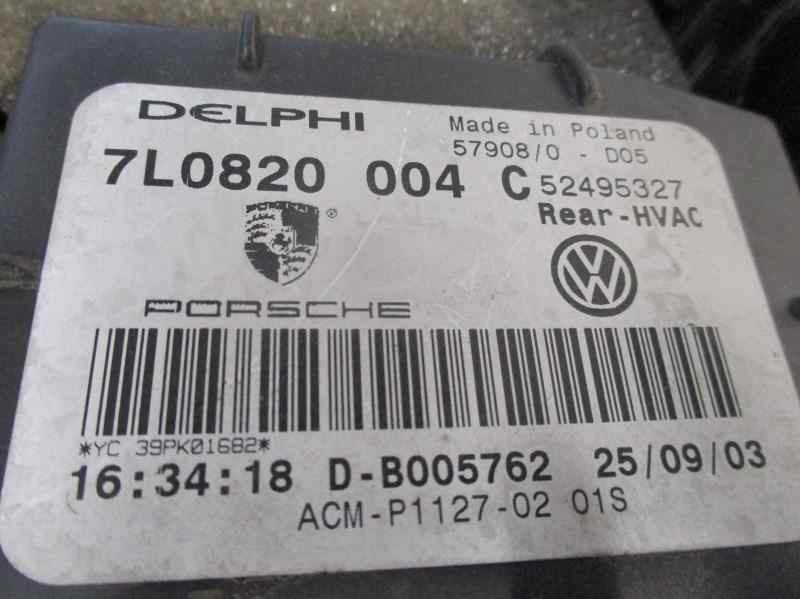 DELPHI Made in Poland
57908/0 - D05
7L0820 004 C 52495327
Rear-HVAC
PORSCHE
*YC 39PK01682*
16:34:18 D-B005762 25/09/03
ACM-P1127-02 01S